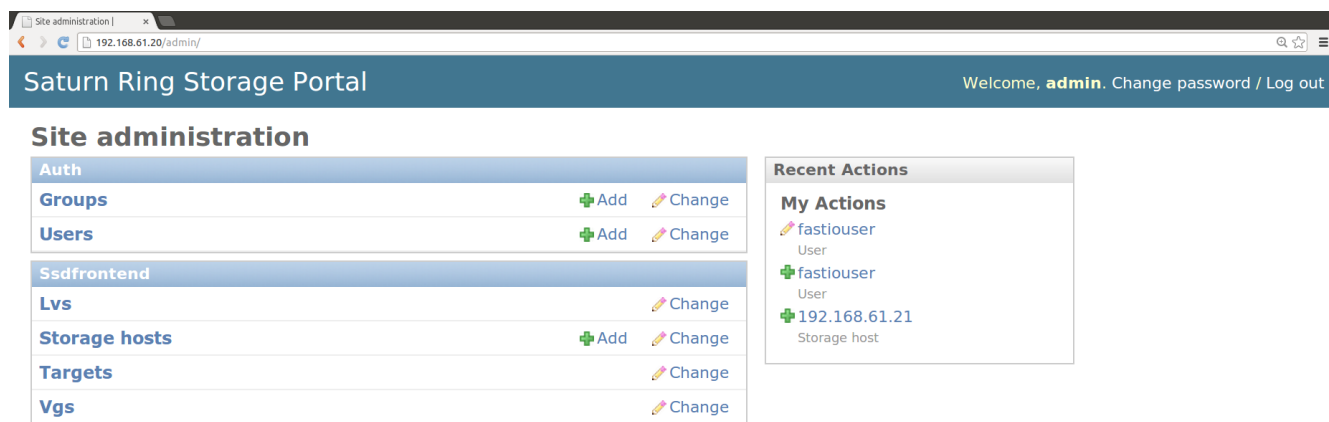 Site administration |
192.168.61.20/admin/
Saturn Ring Storage Portal
Welcome, admin. Change password / Log out
Site administration
Auth
Groups Add Change
Users Add Change
Ssdfrontend
Lvs Change
Storage hosts Add Change
Targets Change
Vgs Change
Recent Actions
My Actions
fastiouser
User
fastiouser
User
192.168.61.21
Storage host